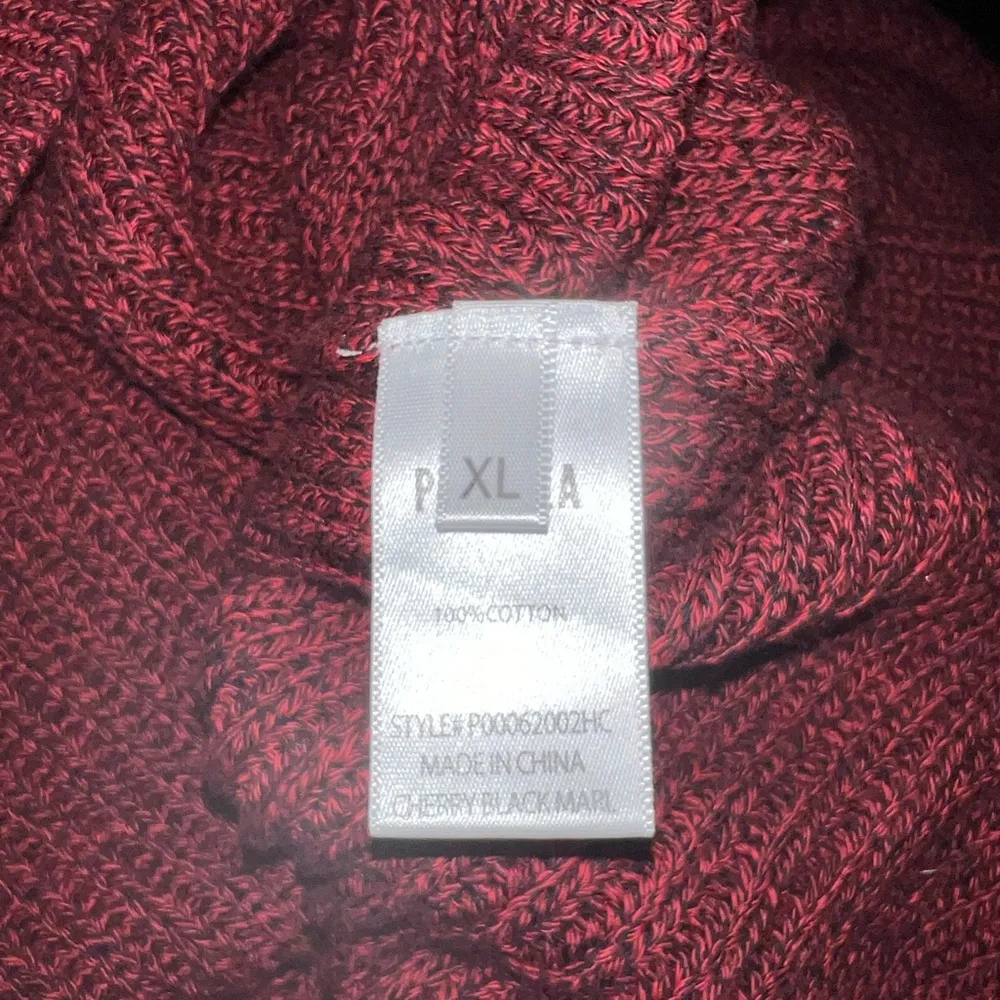 XL
P A
100% COTTON
STYLE# P00062002HC
MADE IN CHINA
CHERRY BLACK MARL